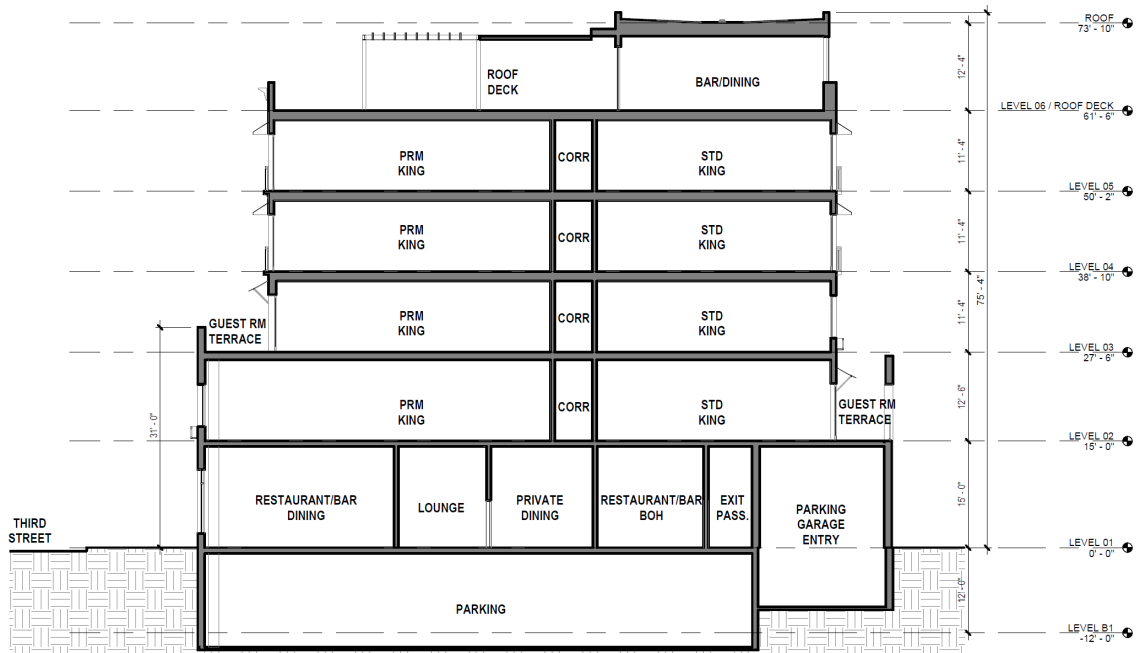 ROOF
73' - 10"
12' - 4"
ROOF
DECK
BAR/DINING
LEVEL 06 / ROOF DECK
61' - 6"
PRM
KING
CORR
STD
KING
11' - 4"
LEVEL 05
50' - 2"
PRM
KING
CORR
STD
KING
11' - 4"
LEVEL 04
38' - 10"
75' - 4"
GUEST RM
TERRACE
PRM
KING
CORR
STD
KING
11' - 4"
LEVEL 03
27' - 6"
31' - 0"
PRM
KING
CORR
STD
KING
GUEST RM
TERRACE
12' - 6"
LEVEL 02
15' - 0"
RESTAURANT/BAR
DINING
LOUNGE
PRIVATE
DINING
RESTAURANT/BAR
BOH
EXIT
PASS.
PARKING
GARAGE
ENTRY
15' - 0"
THIRD
STREET
LEVEL 01
0' - 0"
PARKING
12' - 0"
LEVEL B1
-12' - 0"